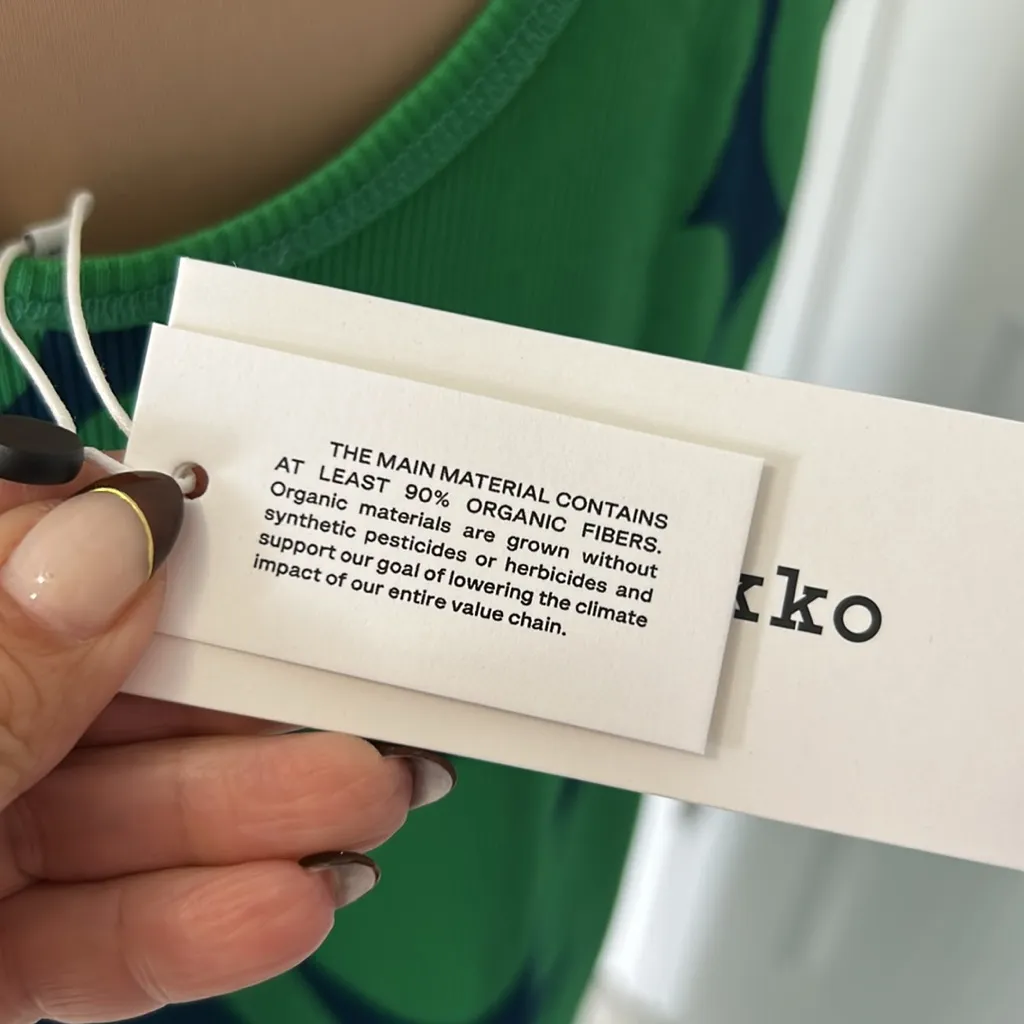 THE MAIN MATERIAL CONTAINS
AT LEAST 90% ORGANIC FIBERS.
Organic materials are grown without
synthetic pesticides or herbicides and
support our goal of lowering the climate
impact of our entire value chain.
kko